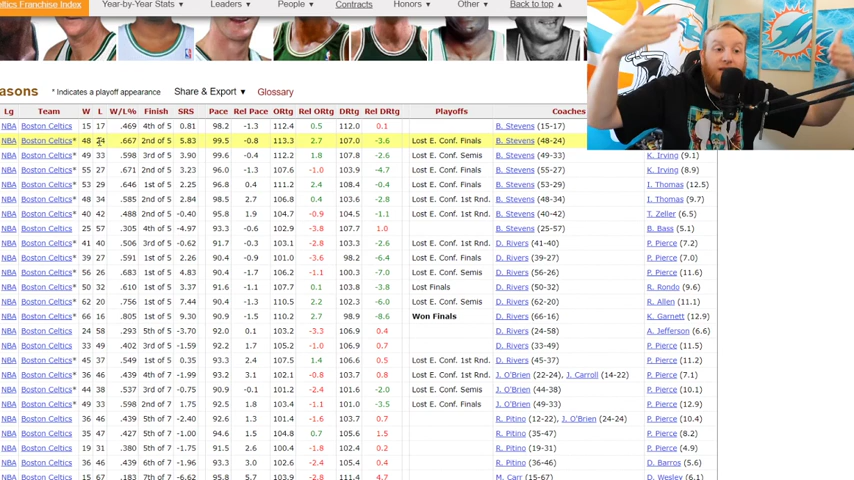 ltics Franchise Index Year-by-Year Stats ▼ Leaders ▼ People ▼ Contracts Honors ▼ Other ▼ Back to top ▲
easons * Indicates a playoff appearance Share & Export ▼ Glossary
Lg Team W L W/L% Finish SRS Pace Rel Pace ORtg Rel ORtg DRtg Rel DRtg Playoffs Coaches
NBA Boston Celtics 15 17 .469 4th of 5 0.81 98.2 -1.3 112.4 0.5 112.0 0.1 B. Stevens (15-17)
NBA Boston Celtics* 48 24 .667 2nd of 5 5.83 99.5 -0.8 113.3 2.7 107.0 -3.6 Lost E. Conf. Finals B. Stevens (48-24)
NBA Boston Celtics* 49 33 .598 3rd of 5 3.90 99.6 -0.4 112.2 1.8 107.8 -2.6 Lost E. Conf. Semis B. Stevens (49-33) K. Irving (9.1)
NBA Boston Celtics* 55 27 .671 2nd of 5 3.23 96.0 -1.3 107.6 -1.0 103.9 -4.7 Lost E. Conf. Finals B. Stevens (55-27) K. Irving (8.9)
NBA Boston Celtics* 53 29 .646 1st of 5 2.25 96.8 0.4 111.2 2.4 108.4 -0.4 Lost E. Conf. Finals B. Stevens (53-29) I. Thomas (12.5)
NBA Boston Celtics* 48 34 .585 2nd of 5 2.84 98.5 2.7 106.8 0.4 103.6 -2.8 Lost E. Conf. 1st Rnd. B. Stevens (48-34) I. Thomas (9.7)
NBA Boston Celtics* 40 42 .488 2nd of 5 -0.40 95.8 1.9 104.7 -0.9 104.5 -1.1 Lost E. Conf. 1st Rnd. B. Stevens (40-42) T. Zeller (6.5)
NBA Boston Celtics 25 57 .305 4th of 5 -4.97 93.3 -0.6 102.9 -3.8 107.7 1.0 B. Stevens (25-57) B. Bass (5.1)
NBA Boston Celtics* 41 40 .506 3rd of 5 -0.62 91.7 -0.3 103.1 -2.8 103.3 -2.6 Lost E. Conf. 1st Rnd. D. Rivers (41-40) P. Pierce (7.2)
NBA Boston Celtics* 39 27 .591 1st of 5 2.26 90.4 -0.9 101.0 -3.6 98.2 -6.4 Lost E. Conf. Finals D. Rivers (39-27) P. Pierce (7.0)
NBA Boston Celtics* 56 26 .683 1st of 5 4.83 90.4 -1.7 106.2 -1.1 100.3 -7.0 Lost E. Conf. Semis D. Rivers (56-26) P. Pierce (11.6)
NBA Boston Celtics* 50 32 .610 1st of 5 3.37 91.6 -1.1 107.7 0.1 103.8 -3.8 Lost Finals D. Rivers (50-32) R. Rondo (9.6)
NBA Boston Celtics* 62 20 .756 1st of 5 7.44 90.4 -1.3 110.5 2.2 102.3 -6.0 Lost E. Conf. Semis D. Rivers (62-20) R. Allen (11.1)
NBA Boston Celtics* 66 16 .805 1st of 5 9.30 90.9 -1.5 110.2 2.7 98.9 -8.6 Won Finals D. Rivers (66-16) K. Garnett (12.9)
NBA Boston Celtics 24 58 .293 5th of 5 -3.70 92.0 0.1 103.2 -3.3 106.9 0.4 D. Rivers (24-58) A. Jefferson (6.6)
NBA Boston Celtics 33 49 .402 3rd of 5 -1.59 92.2 1.7 105.2 -1.0 106.9 0.7 D. Rivers (33-49) P. Pierce (11.5)
NBA Boston Celtics* 45 37 .549 1st of 5 0.35 93.3 2.4 107.5 1.4 106.6 0.5 Lost E. Conf. 1st Rnd. D. Rivers (45-37) P. Pierce (11.2)
NBA Boston Celtics* 36 46 .439 4th of 7 -1.99 93.2 3.1 102.1 -0.8 103.7 0.8 Lost E. Conf. 1st Rnd. J. O'Brien (22-24), J. Carroll (14-22) P. Pierce (7.1)
NBA Boston Celtics* 44 38 .537 3rd of 7 -0.75 90.9 -0.1 101.2 -2.4 101.6 -2.0 Lost E. Conf. Semis J. O'Brien (44-38) P. Pierce (10.1)
NBA Boston Celtics* 49 33 .598 2nd of 7 1.75 92.5 1.8 103.4 -1.1 101.0 -3.5 Lost E. Conf. Finals J. O'Brien (49-33) P. Pierce (12.9)
NBA Boston Celtics 36 46 .439 5th of 7 -2.40 92.6 1.3 101.4 -1.6 103.7 0.7 R. Pitino (12-22), J. O'Brien (24-24) P. Pierce (10.4)
NBA Boston Celtics 35 47 .427 5th of 7 -1.00 94.6 1.5 104.8 0.7 105.6 1.5 R. Pitino (35-47) P. Pierce (8.2)
NBA Boston Celtics 19 31 .380 5th of 7 -1.75 91.5 2.6 100.4 -1.8 102.4 0.2 R. Pitino (19-31) P. Pierce (4.9)
NBA Boston Celtics 36 46 .439 6th of 7 -1.96 93.3 3.0 102.6 -2.4 105.4 0.4 R. Pitino (36-46) D. Barros (5.6)
NBA Boston Celtics 15 67 .183 7th of 7 -6.62 95.8 5.7 103.9 -2.8 111.4 4.7 M. Carr (15-67) D. Wesley (6.1)